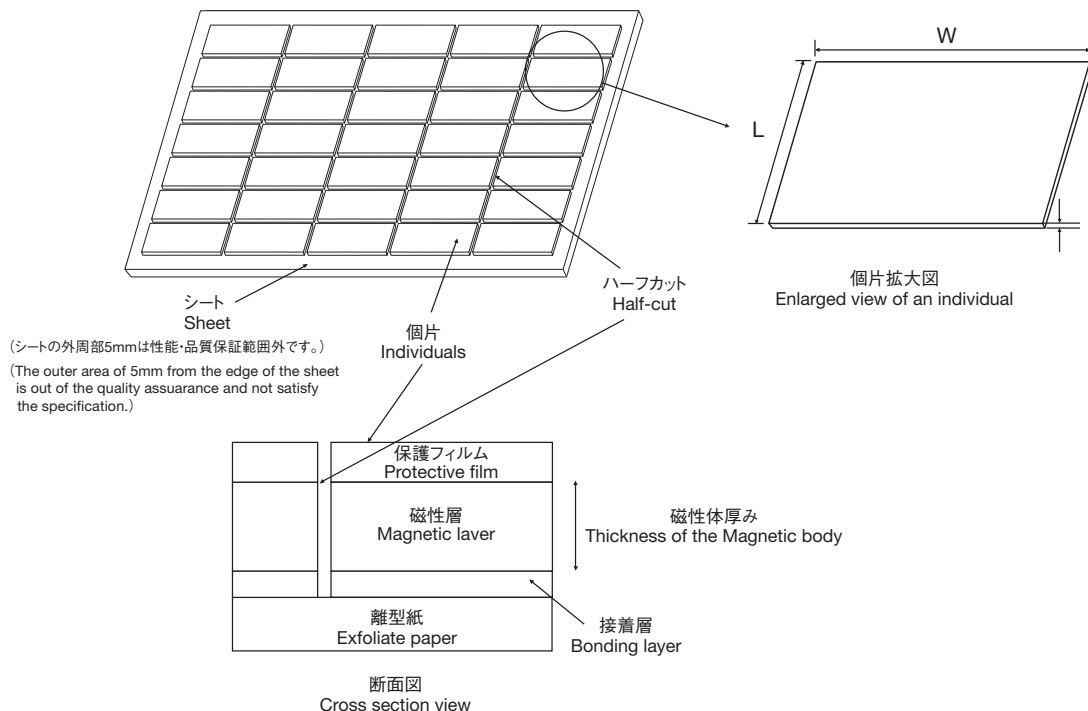 W
L
個片拡大図
Enlarged view of an individual
シート
Sheet
(シートの外周部5mmは性能・品質保証範囲外です。)
(The outer area of 5mm from the edge of the sheet
is out of the quality assuarance and not satisfy
the specification.)
個片
Individuals
ハーフカット
Half-cut
保護フィルム
Protective film
磁性層
Magnetic laver
磁性体厚み
Thickness of the Magnetic body
離型紙
Exfoliate paper
接着層
Bonding layer
断面図
Cross section view